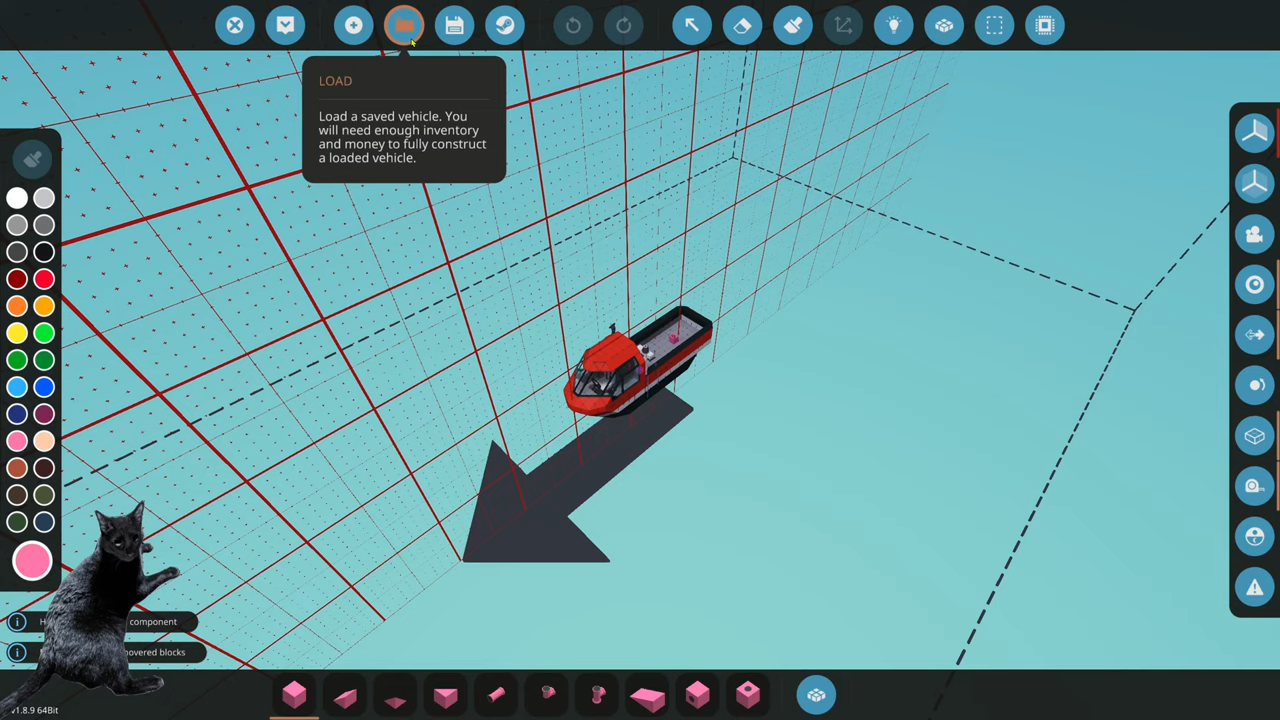 LOAD
Load a saved vehicle. You
will need enough inventory
and money to fully construct
a loaded vehicle.
component
overed blocks
v1.8.9 64Bit